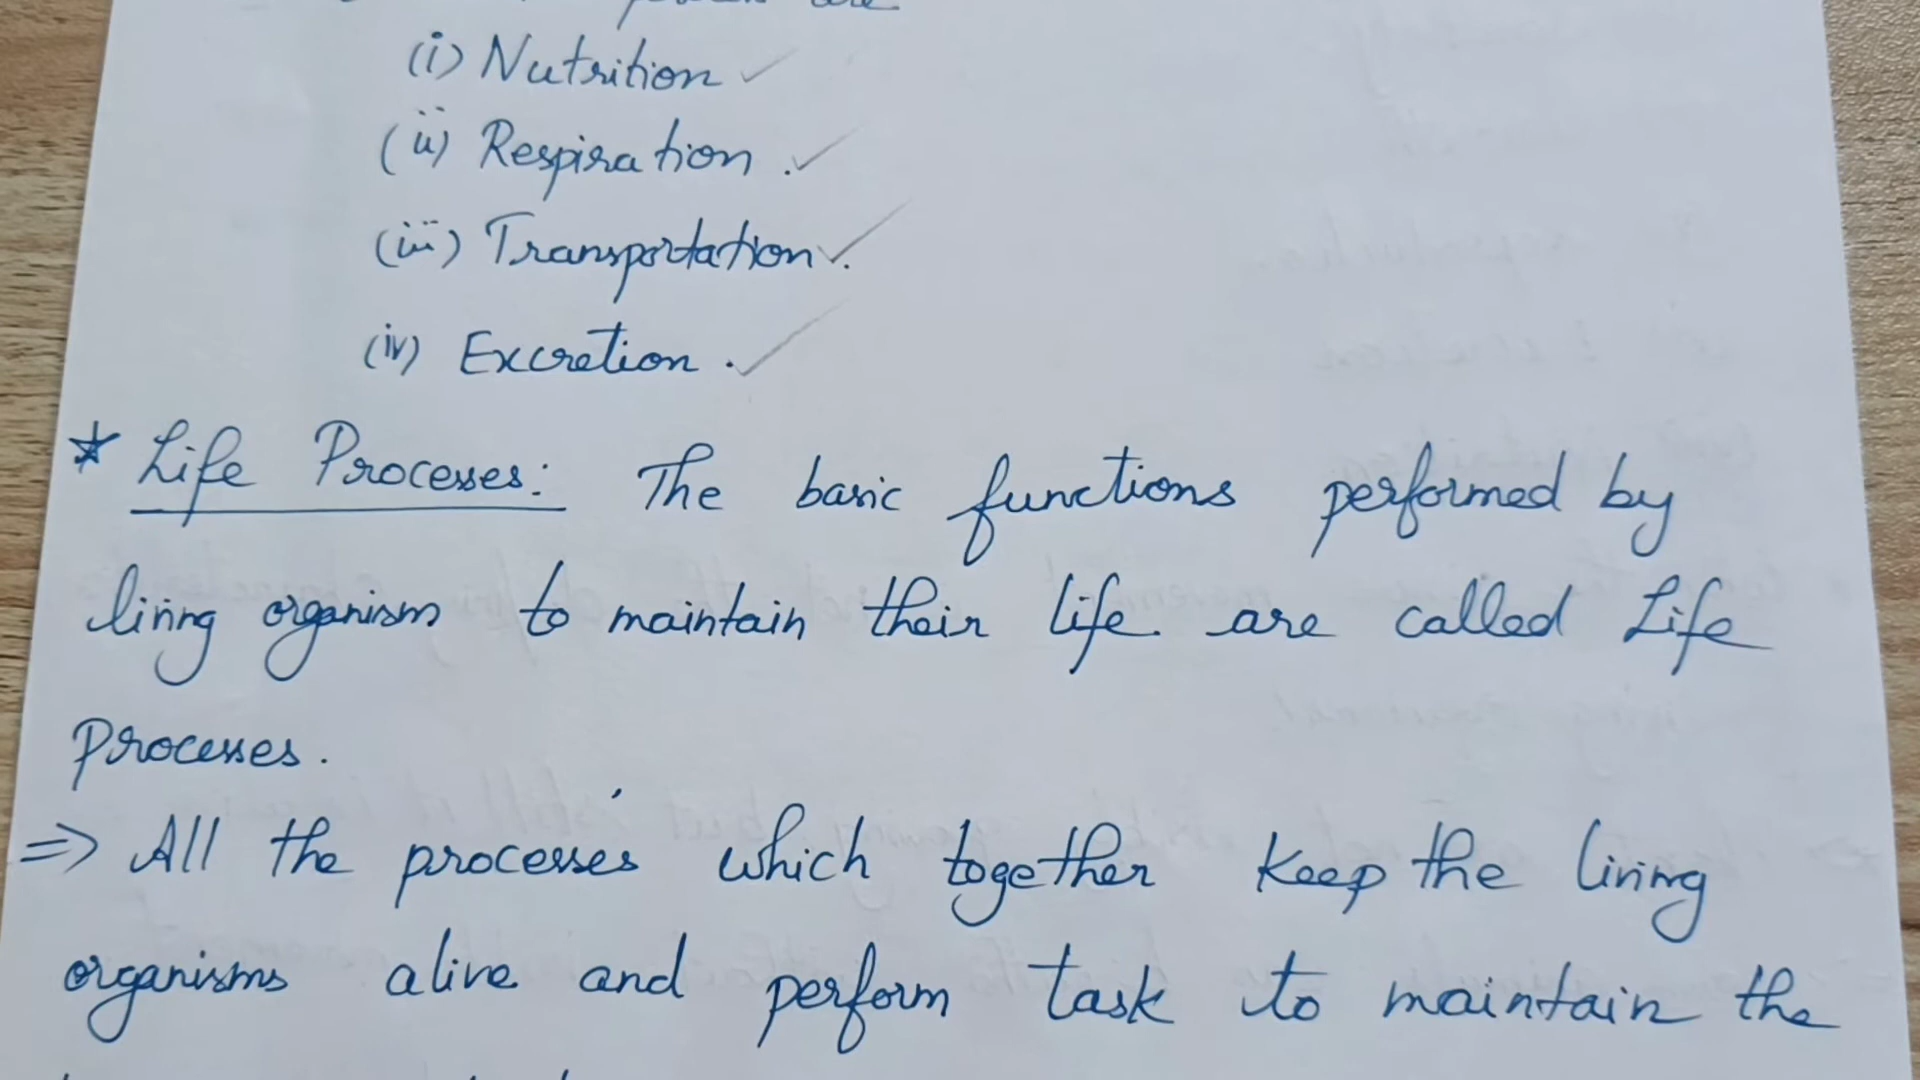 are
(i) Nutrition
(ii) Respiration.
(iii) Transportation.
(iv) Excretion.
* Life Processes: The basic functions performed by
living organism to maintain their life are called Life
processes.
⇒ All the processes which together keep the living
organisms alive and perform task to maintain the